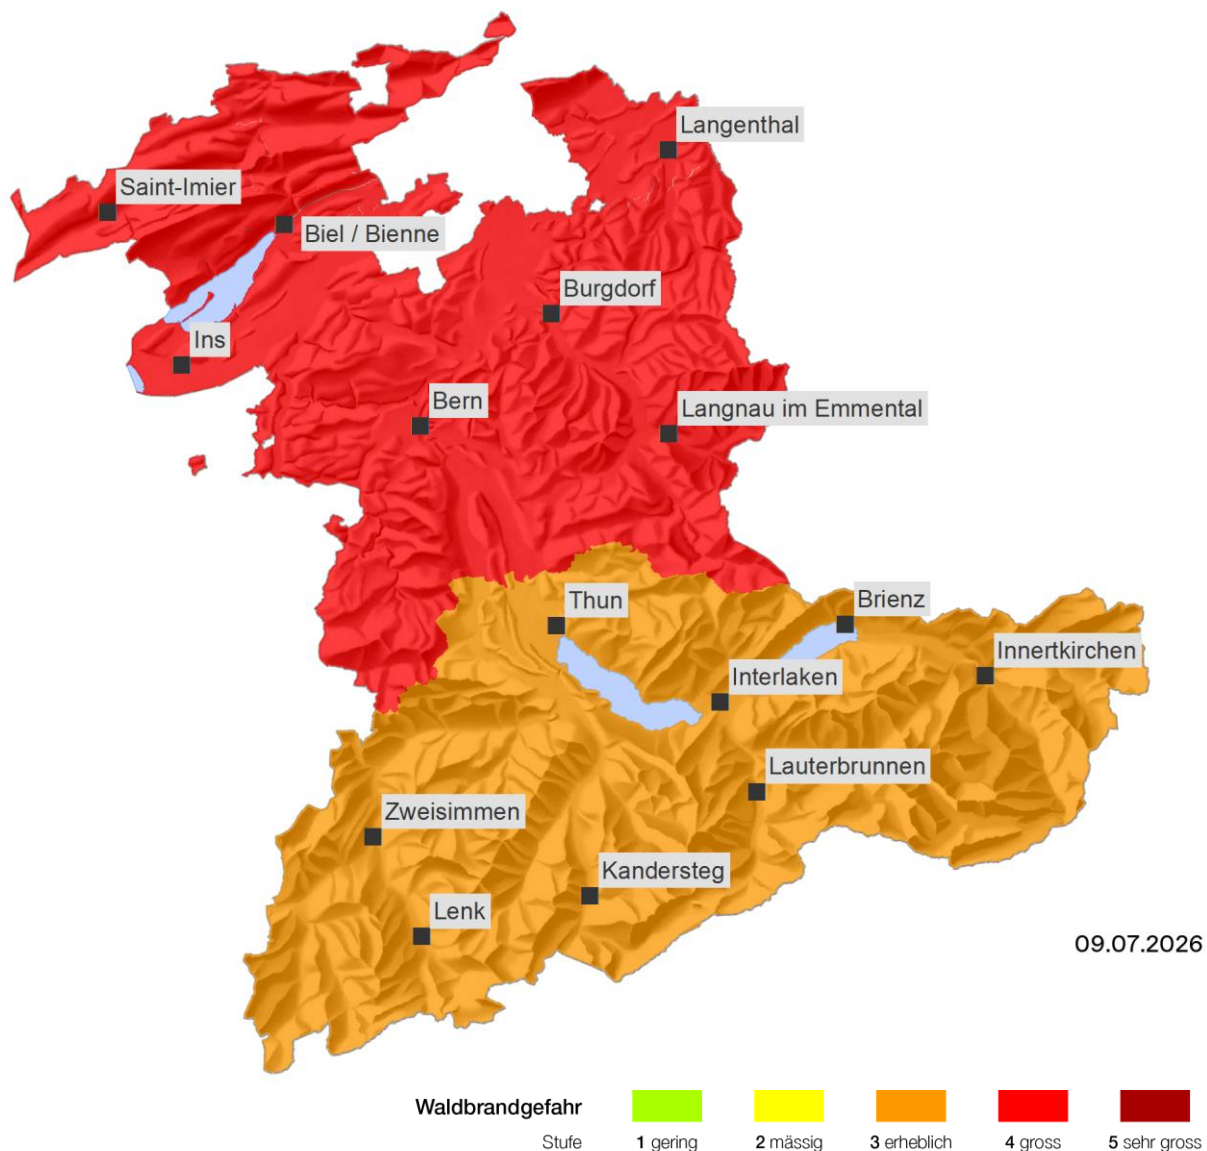 Langenthal
Saint-Imier
Biel / Bienne
Burgdorf
Ins
Bern
Langnau im Emmental
Thun
Brienz
Innertkirchen
Interlaken
Lauterbrunnen
Zweisimmen
Kandersteg
Lenk
09.07.2026
Waldbrandgefahr
Stufe 1 gering 2 mässig 3 erheblich 4 gross 5 sehr gross